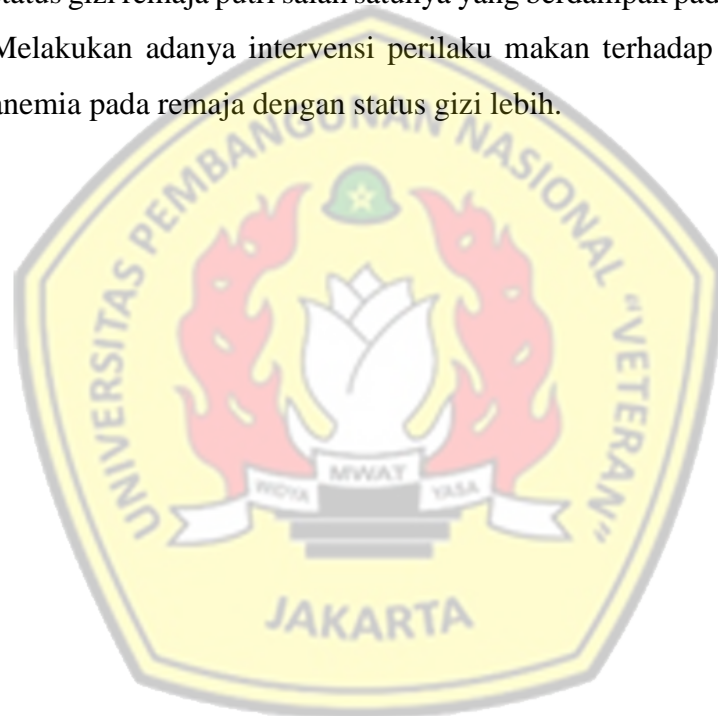 status gizi remaja putri salah satunya yang berdampak pad
Melakukan adanya intervensi perilaku makan terhadap
anemia pada remaja dengan status gizi lebih.
UNIVERSITAS PEMBANGUNAN NASIONAL "VETERAN"
WIDYA MWAT YASA
JAKARTA